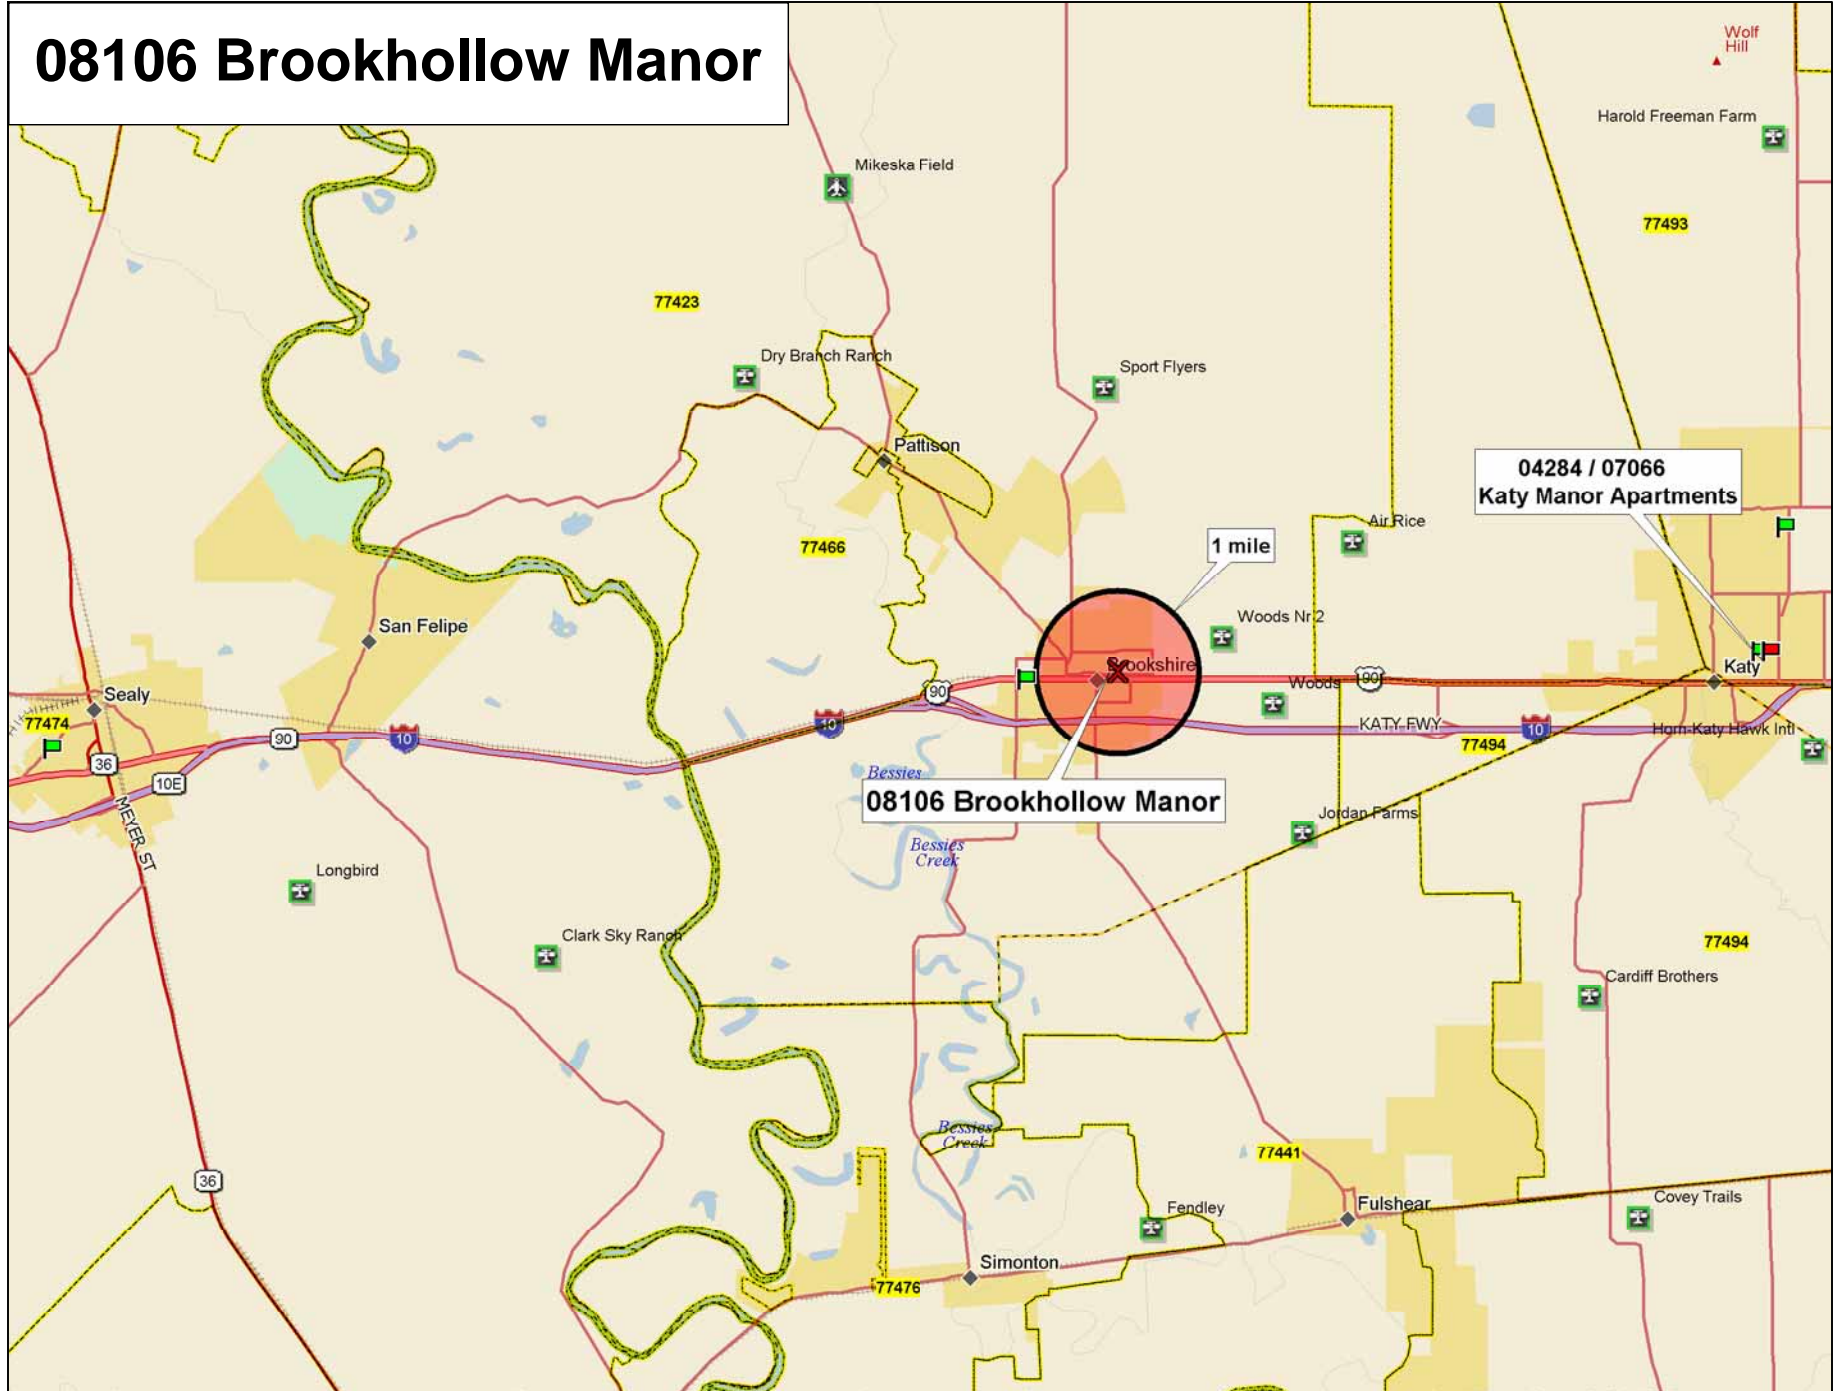 08106 Brookhollow Manor
Wolf
Hill
Harold Freeman Farm
Mikeska Field
77493
77423
Dry Branch Ranch
Sport Flyers
Pattison
04284 / 07066
Katy Manor Apartments
Air Rice
1 mile
77466
Woods Nr 2
San Felipe
Brookshire
Katy
Sealy
Woods
90
90
77474
10
90
10
KATY FWY
10
Horn-Katy Hawk Intl
77494
36
10E
Bessies
08106 Brookhollow Manor
MEYER ST
Jordan Farms
Bessies
Creek
Longbird
Clark Sky Ranch
77494
Cardiff Brothers
Bessies
Creek
77441
36
Covey Trails
Fendley
Fulshear
Simonton
77476